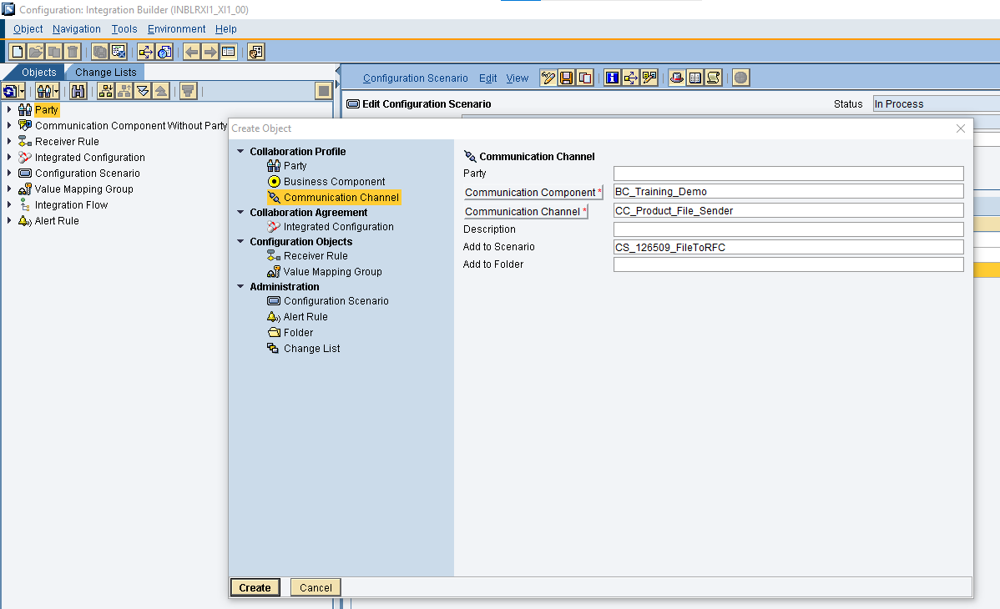 Configuration: Integration Builder (INBLRXI1_XI1_00)
Object Navigation Tools Environment Help
Objects Change Lists
Configuration Scenario Edit View
Party
Communication Component Without Party
Receiver Rule
Integrated Configuration
Configuration Scenario
Value Mapping Group
Integration Flow
Alert Rule
Edit Configuration Scenario Status In Process
Create Object
Collaboration Profile
Party
Business Component
Communication Channel
Collaboration Agreement
Integrated Configuration
Configuration Objects
Receiver Rule
Value Mapping Group
Administration
Configuration Scenario
Alert Rule
Folder
Change List
Communication Channel
Party
Communication Component * BC_Training_Demo
Communication Channel * CC_Product_File_Sender
Description
Add to Scenario CS_126509_FileToRFC
Add to Folder
Create Cancel